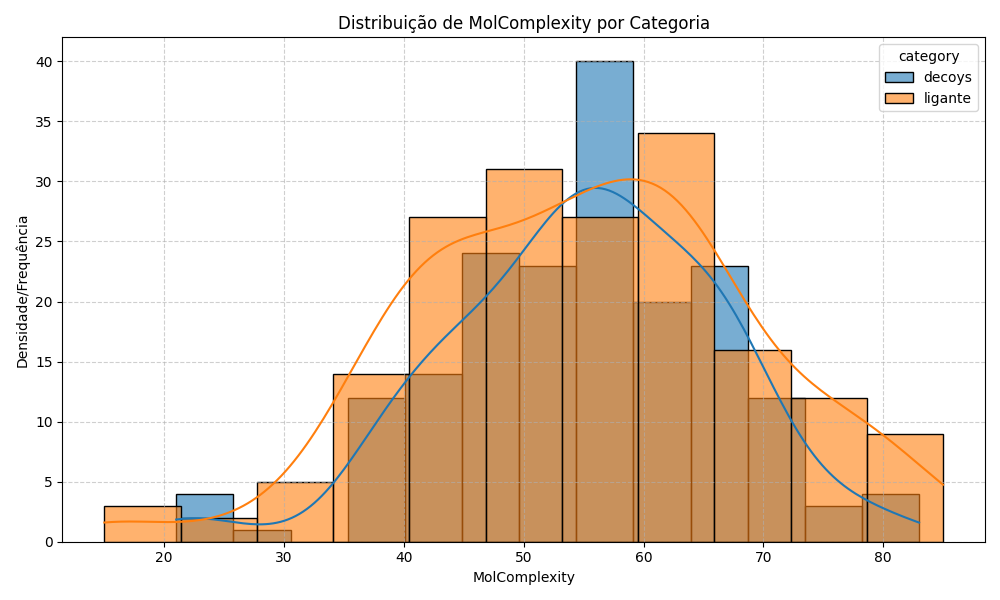 Distribuição de MolComplexity por Categoria
category
decoys
ligante
Densidade/Frequência
40
35
30
25
20
15
10
5
0
20 30 40 50 60 70 80
MolComplexity